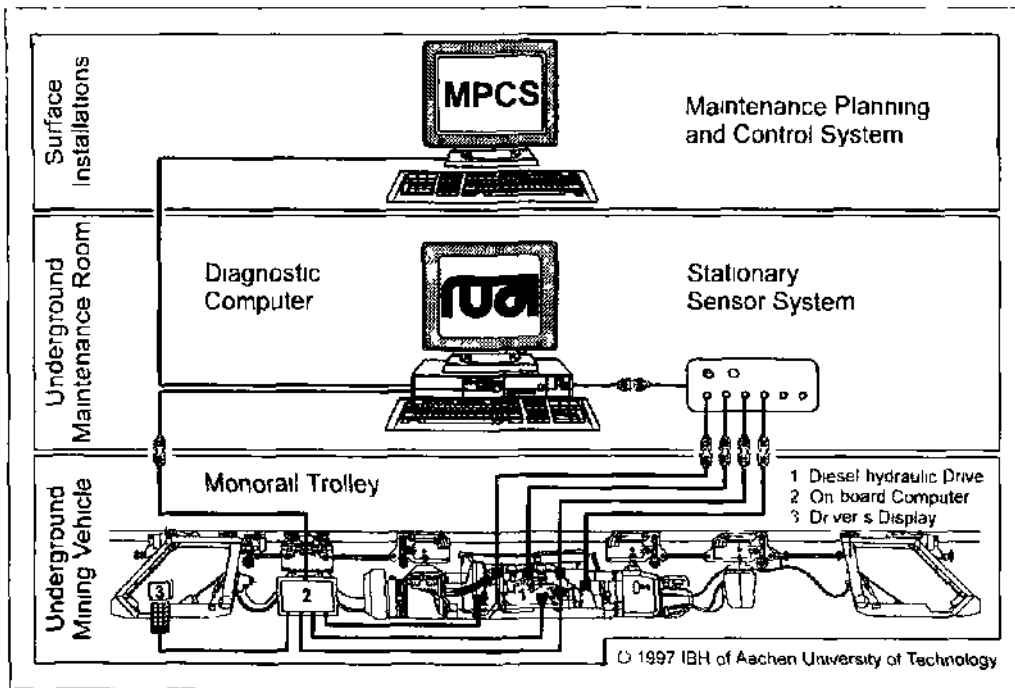 Surface
Installations
MPCS
Maintenance Planning
and Control System
Underground
Maintenance Room
Diagnostic
Computer
Stationary
Sensor System
Underground
Mining Vehicle
Monorail Trolley
1 Diesel hydraulic Drive
2 On board Computer
3 Dr ver s Display
3
2
1
© 1997 IBH of Aachen University of Technology